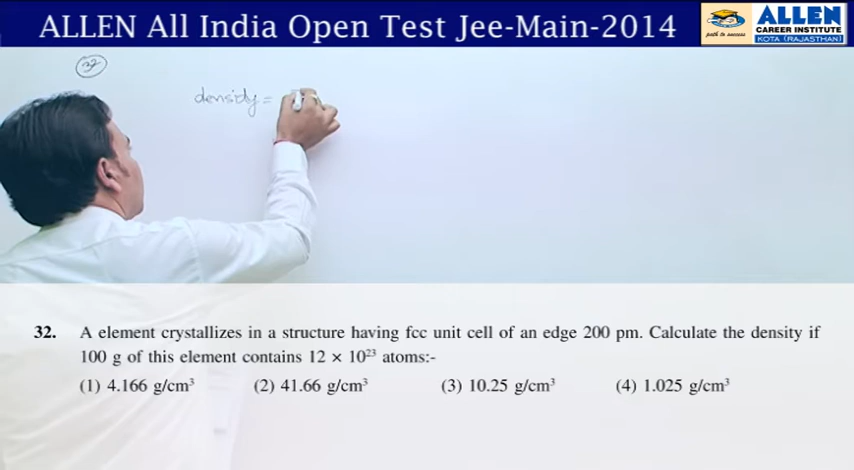 ALLEN All India Open Test Jee-Main-2014
path to success
ALLEN
CAREER INSTITUTE
KOTA (RAJASTHAN)
32
density =
32. A element crystallizes in a structure having fcc unit cell of an edge 200 pm. Calculate the density if
100 g of this element contains 12 × 10²³ atoms:-
(1) 4.166 g/cm³ (2) 41.66 g/cm³ (3) 10.25 g/cm³ (4) 1.025 g/cm³